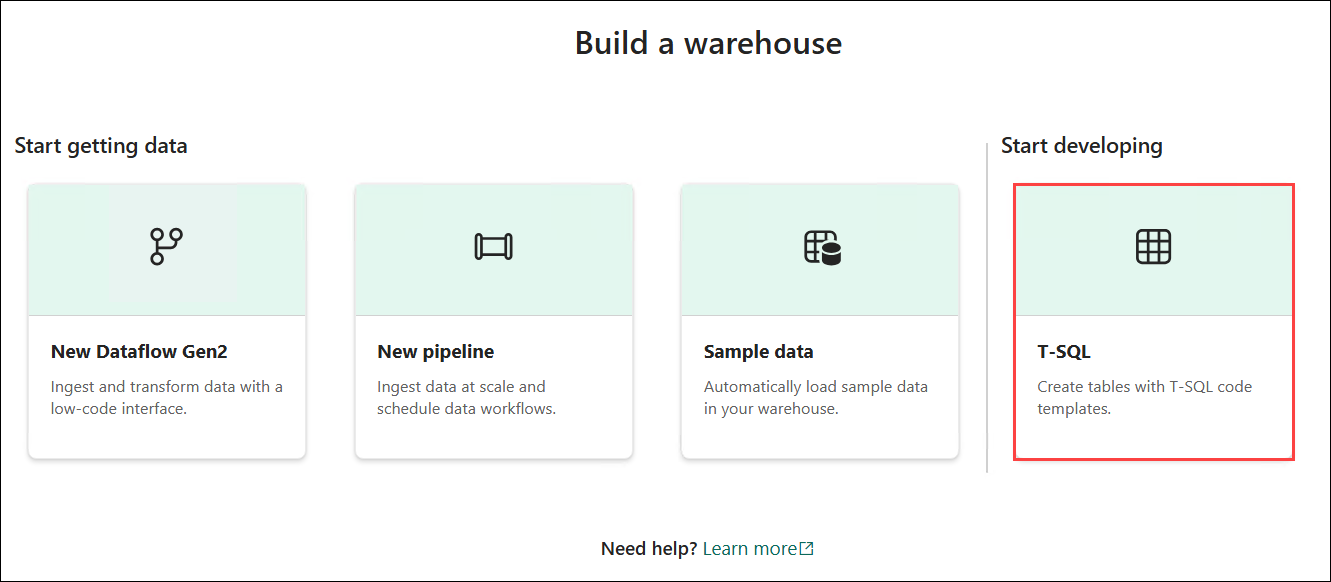 Build a warehouse
Start getting data
Start developing
New Dataflow Gen2
Ingest and transform data with a
low-code interface.
New pipeline
Ingest data at scale and
schedule data workflows.
Sample data
Automatically load sample data
in your warehouse.
T-SQL
Create tables with T-SQL code
templates.
Need help? Learn more